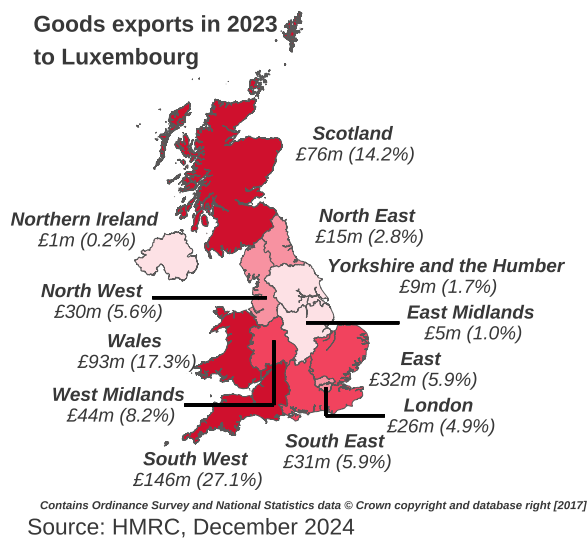 Goods exports in 2023
to Luxembourg
Scotland
£76m (14.2%)
Northern Ireland
£1m (0.2%)
North East
£15m (2.8%)
Yorkshire and the Humber
£9m (1.7%)
North West
£30m (5.6%)
East Midlands
£5m (1.0%)
Wales
£93m (17.3%)
East
£32m (5.9%)
West Midlands
£44m (8.2%)
London
£26m (4.9%)
South East
£31m (5.9%)
South West
£146m (27.1%)
Contains Ordinance Survey and National Statistics data © Crown copyright and database right [2017]
Source: HMRC, December 2024